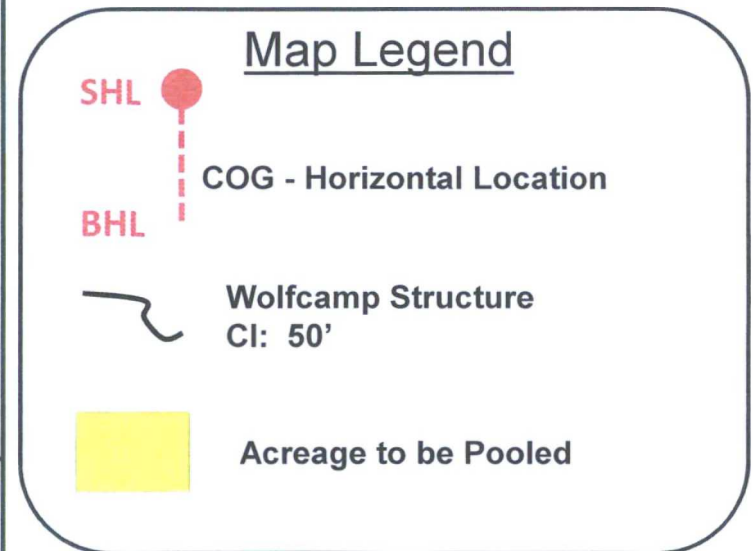 Map Legend
SHL
COG - Horizontal Location
BHL
Wolfcamp Structure
CI: 50'
Acreage to be Pooled